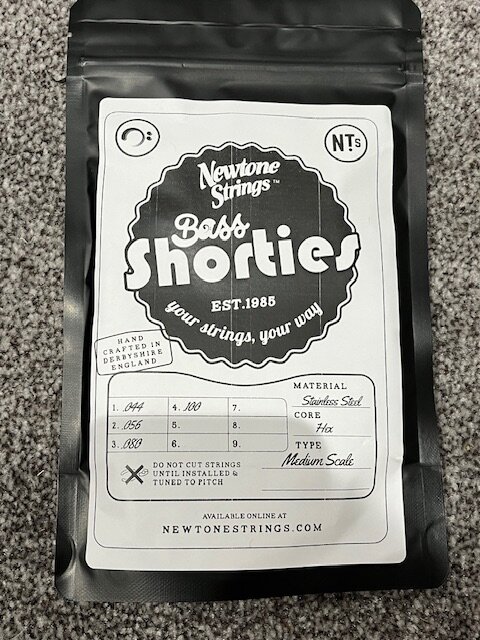 NTs
Newtone
Strings™
Bass
Shorties
EST.1985
your strings, your way
HAND
CRAFTED IN
DERBYSHIRE
ENGLAND
1. .044 4. .100 7.
2. .056 5. 8.
3. .080 6. 9.
DO NOT CUT STRINGS
UNTIL INSTALLED &
TUNED TO PITCH
MATERIAL
Stainless Steel
CORE
Hex
TYPE
Medium Scale
AVAILABLE ONLINE AT
NEWTONESTRINGS.COM